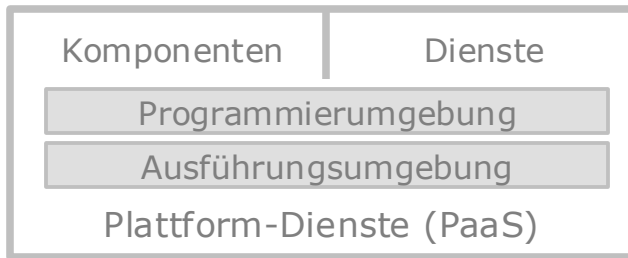 Komponenten Dienste
Programmierumgebung
Ausführungsumgebung
Plattform-Dienste (PaaS)